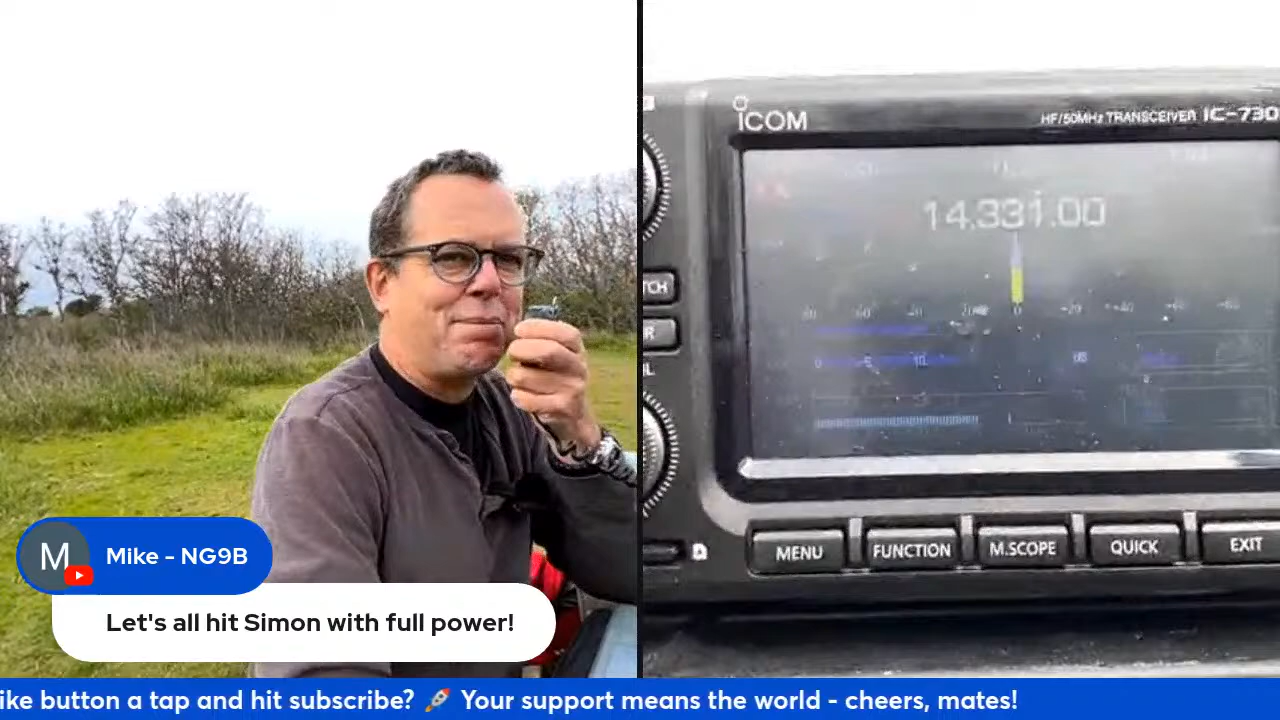 ICOM
HF/50MHz TRANSCEIVER IC-730
14.331.00
TCH
R
MENU
FUNCTION
M.SCOPE
QUICK
EXIT
M
Mike - NG9B
Let's all hit Simon with full power!
ike button a tap and hit subscribe? 🚀 Your support means the world - cheers, mates!